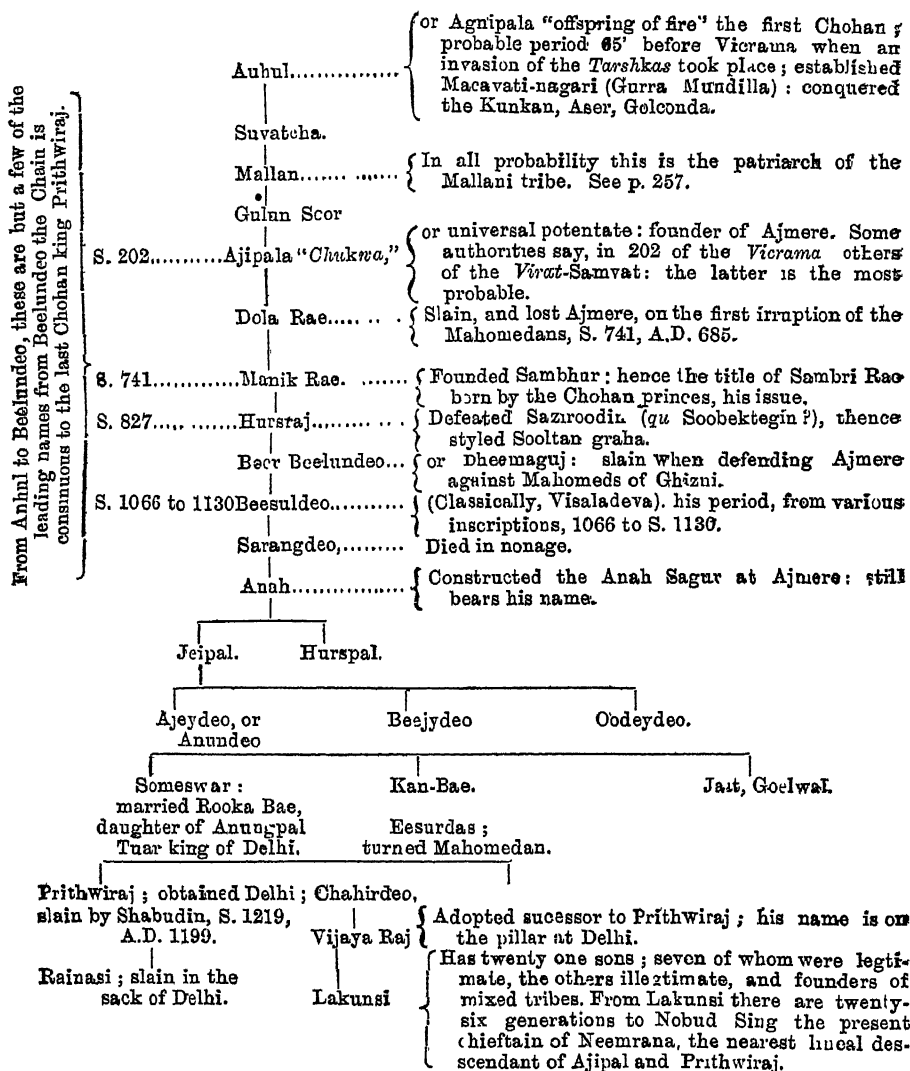 From Anhul to Beelundeo, these are but a few of the
leading names from Beelundeo the Chain is
consnuous to the last Chohan king Prithwiraj.
Auhul................
or Agnipala "offspring of fire" the first Chohan;
probable period 65' before Vicrama when an
invasion of the Tarshkas took place; established
Macavati-nagari (Gurra Mundilla) : conquered
the Kunkan, Aser, Golconda.
Suvatcha.
Mallan..............
In all probability this is the patriarch of the
Mallani tribe. See p. 257.
Gulun Scor
S. 202..........Ajipala "Chukwa,"
or universal potentate: founder of Ajmere. Some
authorities say, in 202 of the Vicrama others
of the Virat-Samvat: the latter is the most
probable.
Dola Rae..... .. .
Slain, and lost Ajmere, on the first irruption of the
Mahomedans, S. 741, A.D. 685.
S. 741............Manik Rae. .......
Founded Sambhur: hence the title of Sambri Rao
born by the Chohan princes, his issue.
S. 827............Hursraj............
Defeated Saziroodin (qu Soobektegin?), thence
styled Sooltan graha.
Beer Beelundeo...
or Dheemaguj: slain when defending Ajmere
against Mahomeds of Ghizni.
S. 1066 to 1130Beesuldeo..........
(Classically, Visaladeva). his period, from various
inscriptions, 1066 to S. 1130.
Sarangdeo,.........
Died in nonage.
Anah................
Constructed the Anah Sagur at Ajmere: still
bears his name.
Jeipal. Hurspal.
Ajeydeo, or Beejydeo Oodeydeo.
Anundeo
Someswar: Kan-Bae. Jait, Goelwal.
married Rooka Bae,
daughter of Anungpal Eesurdas;
Tuar king of Delhi. turned Mahomedan.
Prithwiraj; obtained Delhi; Chahirdeo,
slain by Shabudin, S. 1219,
A.D. 1199. Vijaya Raj
Adopted sucessor to Prithwiraj; his name is on
the pillar at Delhi.
Rainasi; slain in the
sack of Delhi. Lakunsi
Has twenty one sons; seven of whom were legti-
mate, the others illegtimate, and founders of
mixed tribes. From Lakunsi there are twenty-
six generations to Nobud Sing the present
chieftain of Neemrana, the nearest lineal des-
cendant of Ajipal and Prithwiraj.